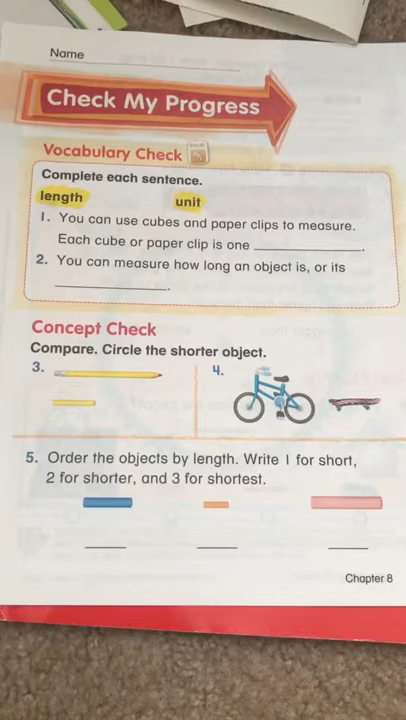 Name
Check My Progress
Vocabulary Check
Complete each sentence.
length unit
1. You can use cubes and paper clips to measure.
Each cube or paper clip is one ____________.
2. You can measure how long an object is, or its
____________.
Concept Check
Compare. Circle the shorter object.
3. 4.
5. Order the objects by length. Write 1 for short,
2 for shorter, and 3 for shortest.
Chapter 8